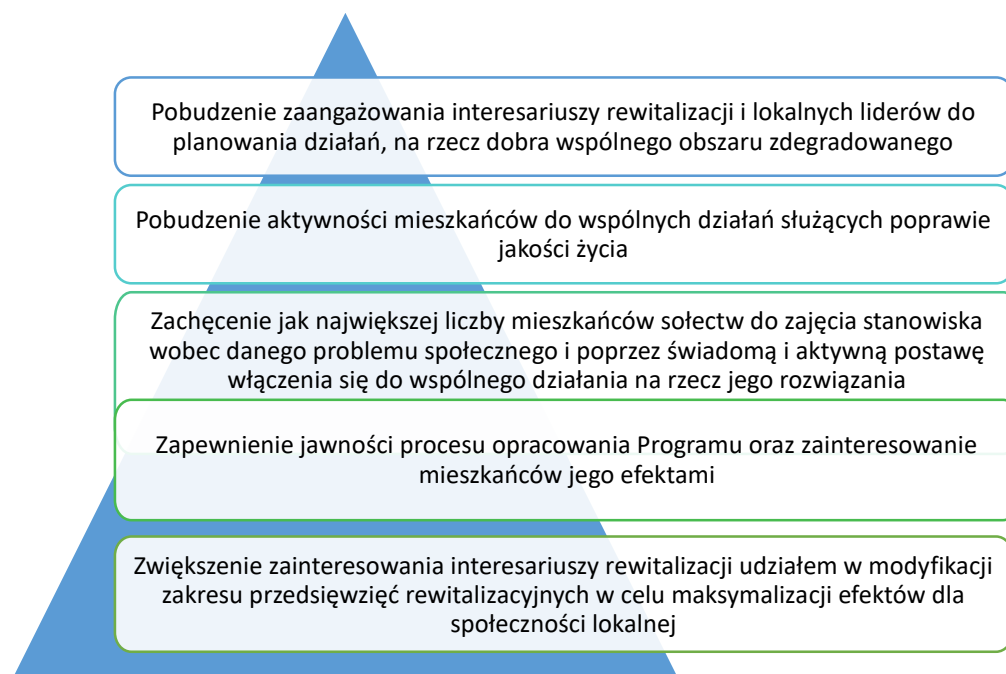 Pobudzenie zaangażowania interesariuszy rewitalizacji i lokalnych liderów do
planowania działań, na rzecz dobra wspólnego obszaru zdegradowanego
Pobudzenie aktywności mieszkańców do wspólnych działań służących poprawie
jakości życia
Zachęcenie jak największej liczby mieszkańców sołectw do zajęcia stanowiska
wobec danego problemu społecznego i poprzez świadomą i aktywną postawę
włączenia się do wspólnego działania na rzecz jego rozwiązania
Zapewnienie jawności procesu opracowania Programu oraz zainteresowanie
mieszkańców jego efektami
Zwiększenie zainteresowania interesariuszy rewitalizacji udziałem w modyfikacji
zakresu przedsięwzięć rewitalizacyjnych w celu maksymalizacji efektów dla
społeczności lokalnej